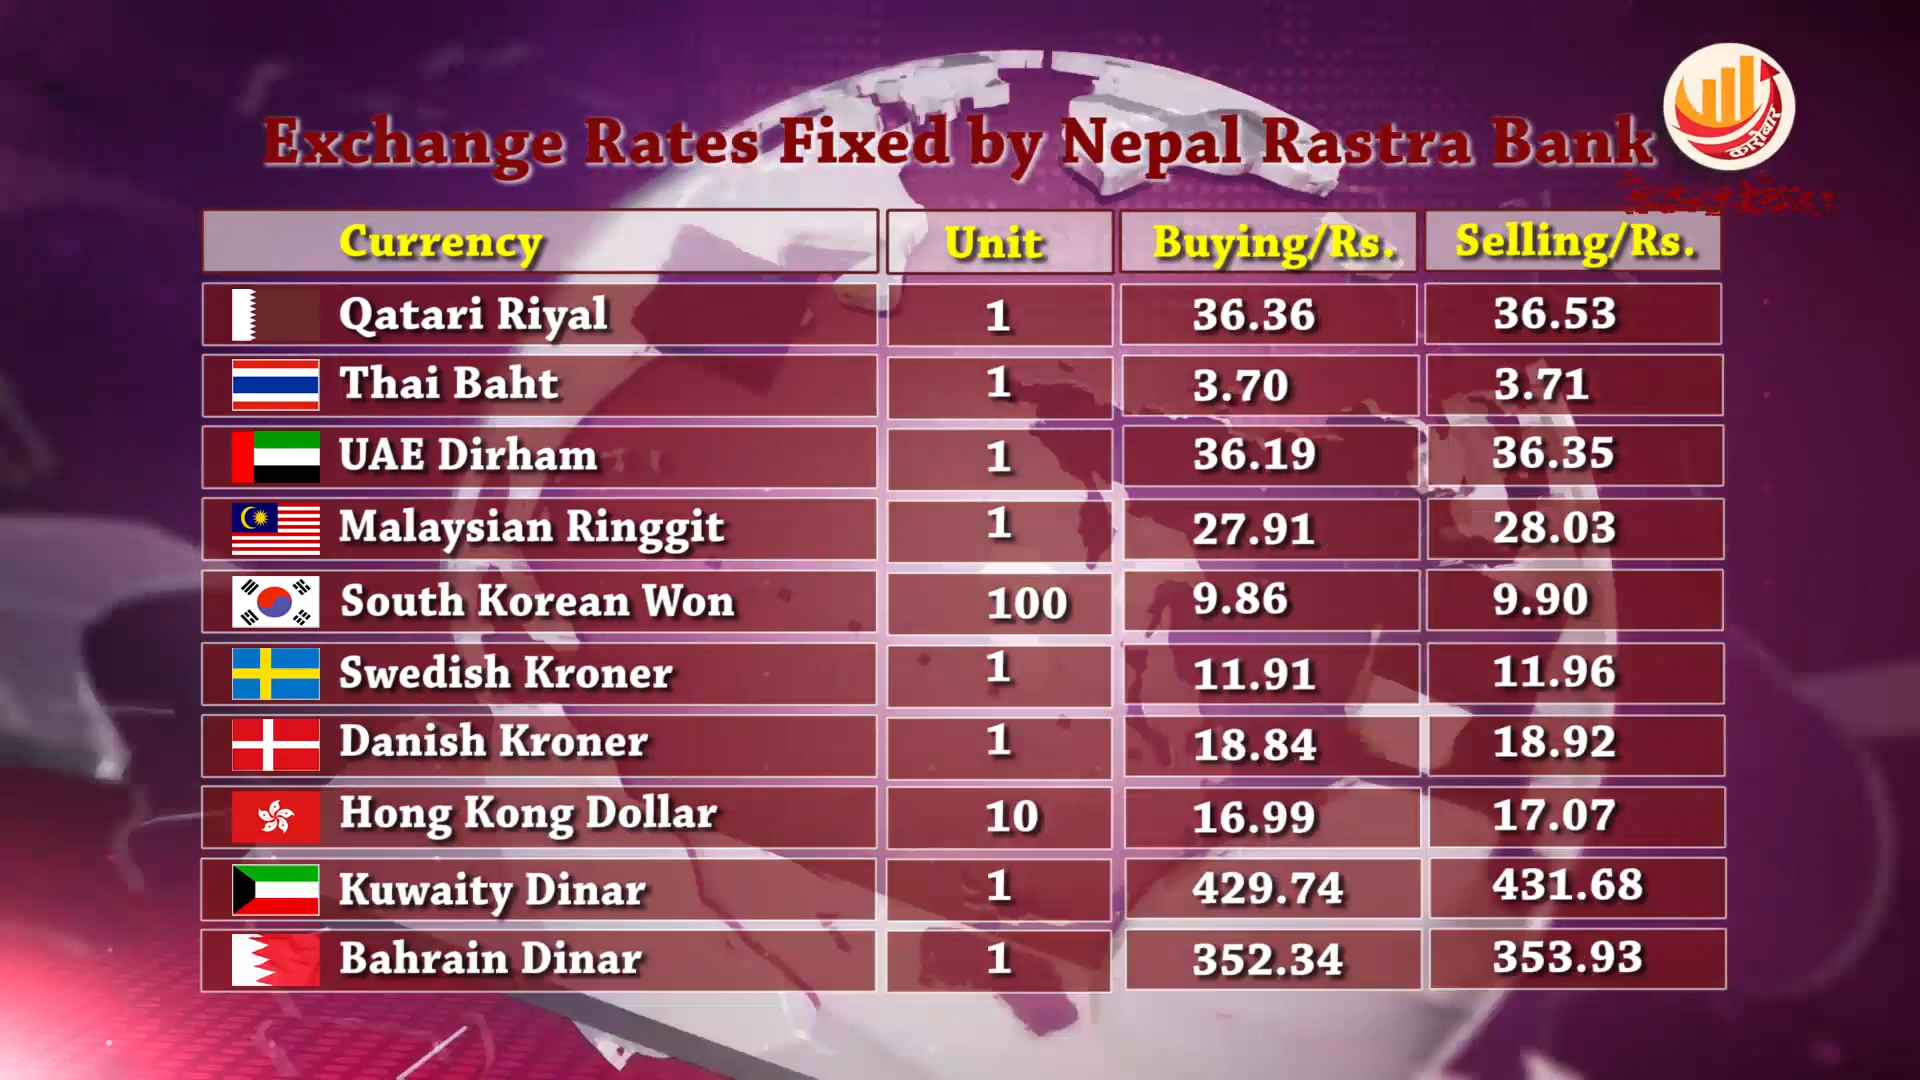 Exchange Rates Fixed by Nepal Rastra Bank
कारोबार
Currency Unit Buying/Rs. Selling/Rs.
Qatari Riyal 1 36.36 36.53
Thai Baht 1 3.70 3.71
UAE Dirham 1 36.19 36.35
Malaysian Ringgit 1 27.91 28.03
South Korean Won 100 9.86 9.90
Swedish Kroner 1 11.91 11.96
Danish Kroner 1 18.84 18.92
Hong Kong Dollar 10 16.99 17.07
Kuwaity Dinar 1 429.74 431.68
Bahrain Dinar 1 352.34 353.93